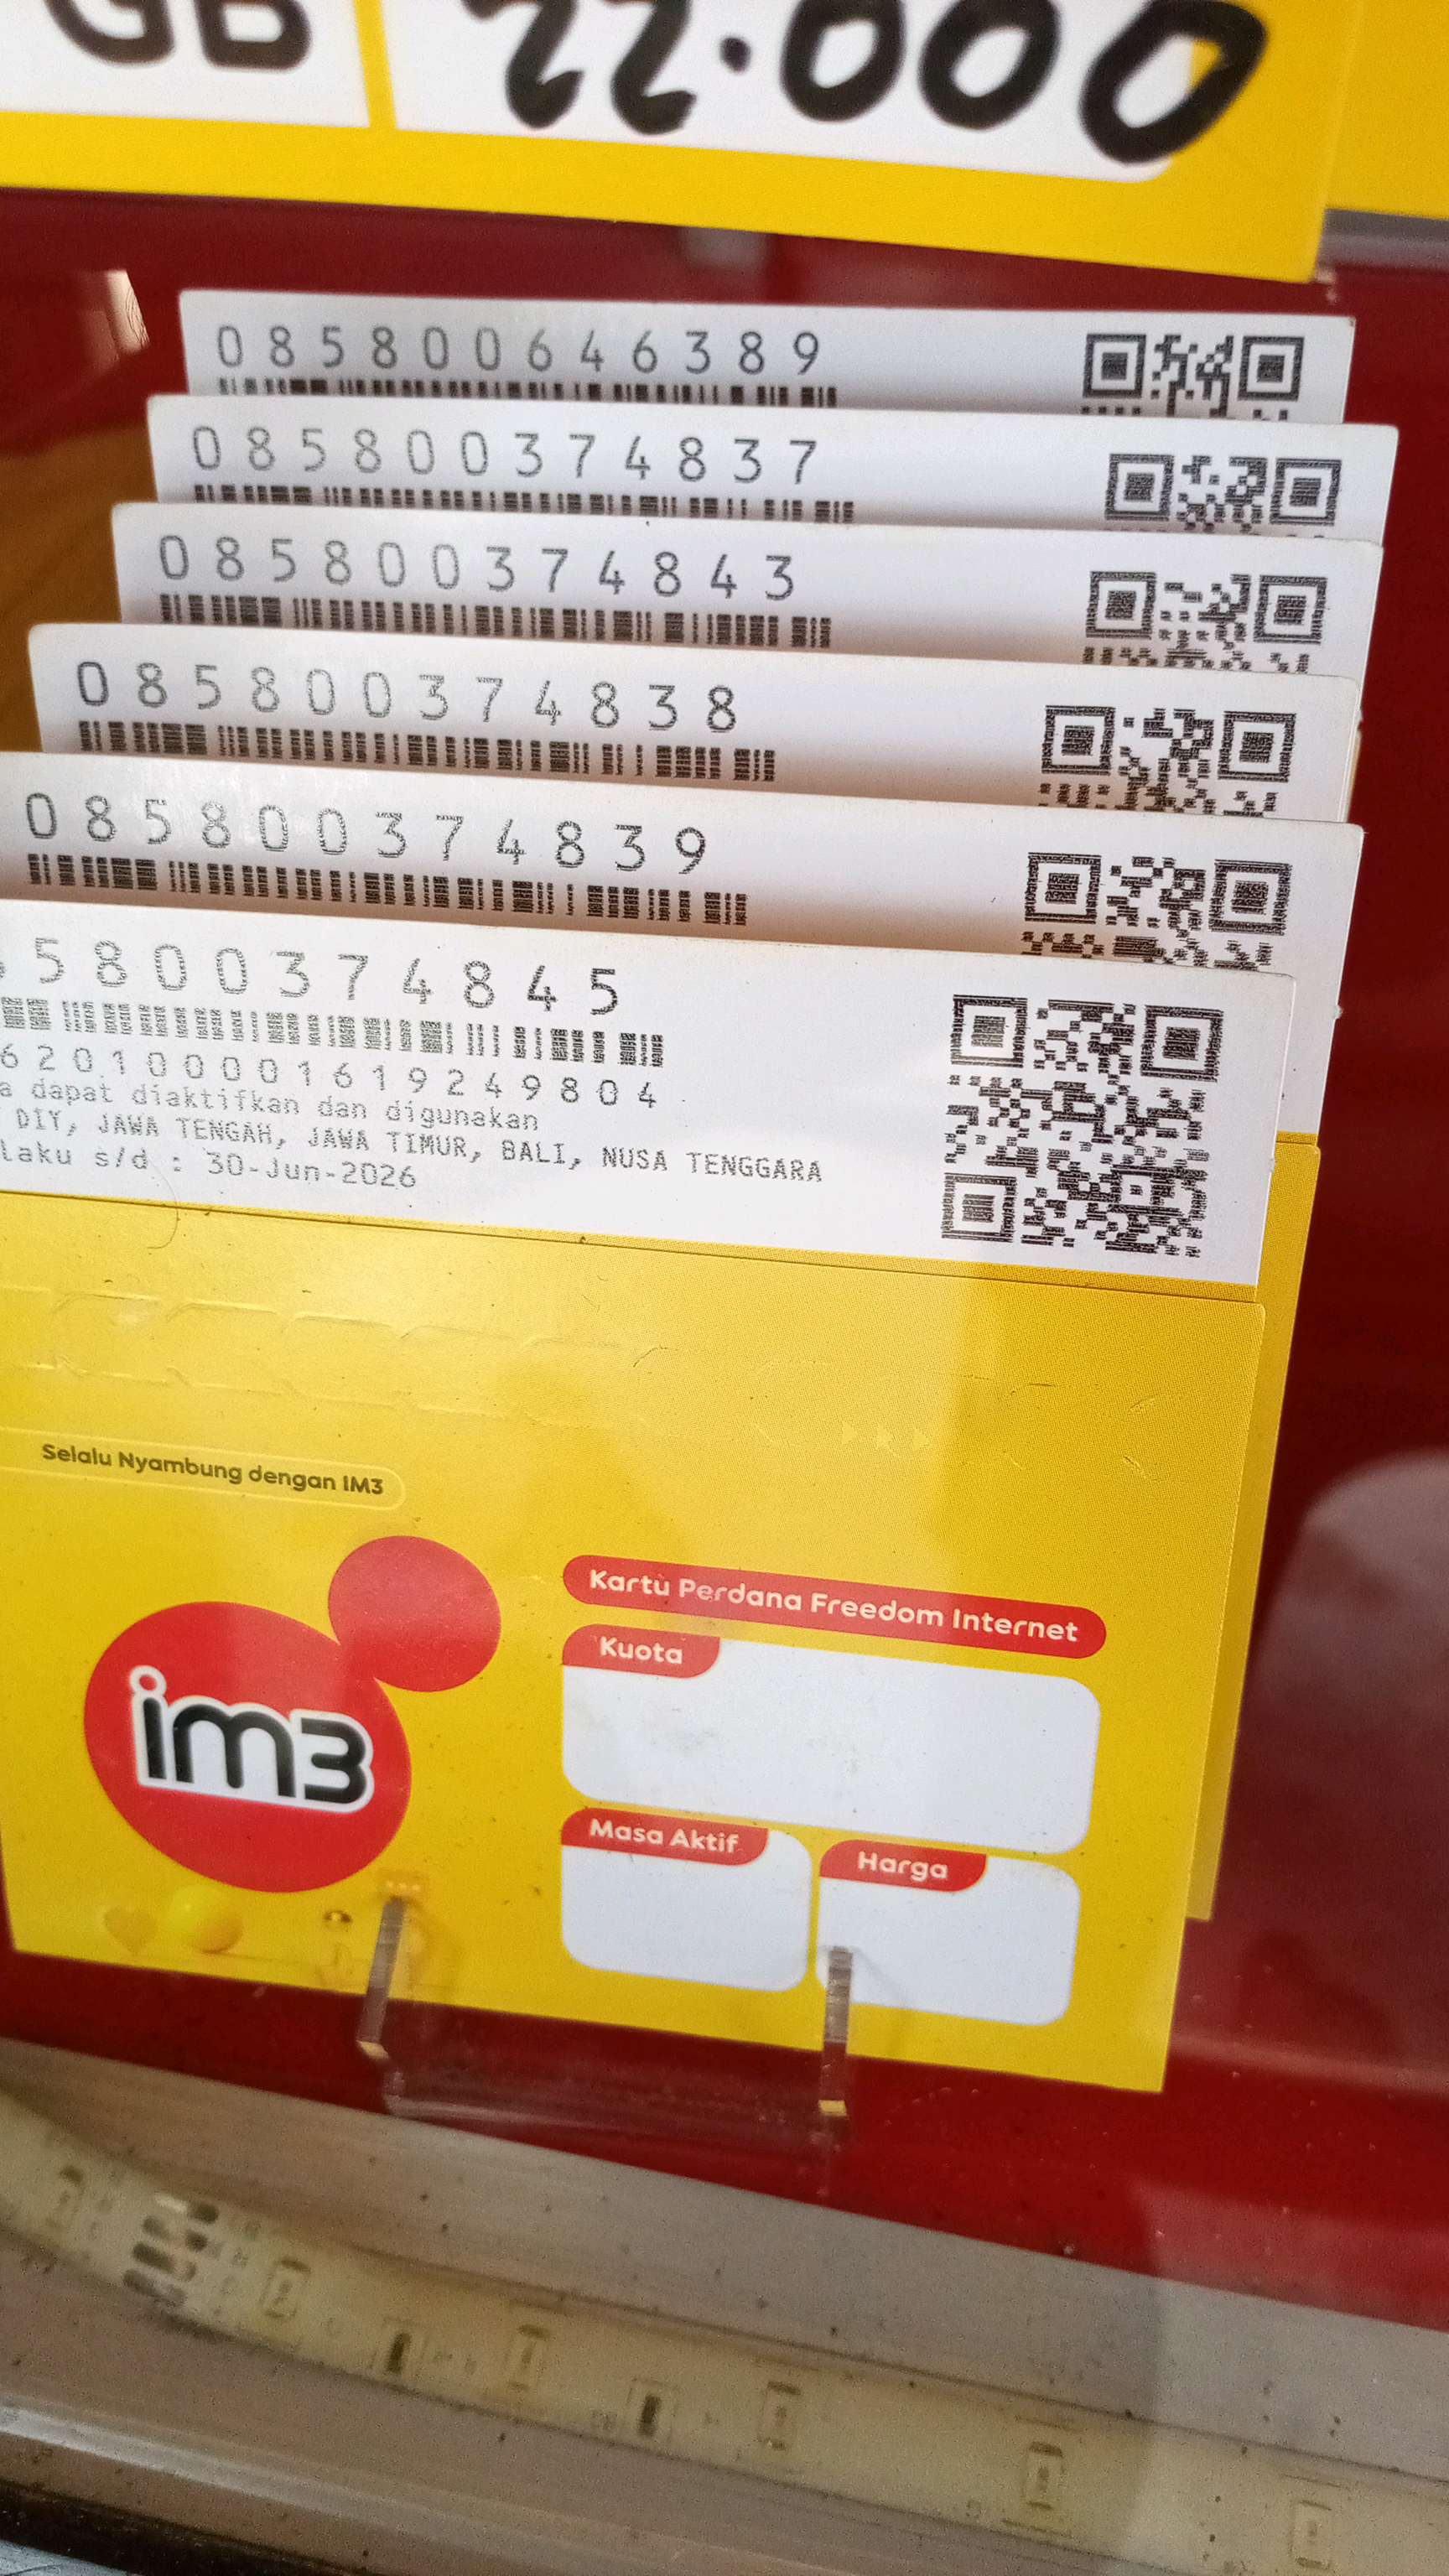 GB 22.000
085800646389
085800374837
085800374843
085800374838
085800374839
5800374845
620100001619249804
dapat diaktifkan dan digunakan
DIY, JAWA TENGAH, JAWA TIMUR, BALI, NUSA TENGGARA
laku s/d : 30-Jun-2026
Selalu Nyambung dengan IM3
im3
Kartu Perdana Freedom Internet
Kuota
Masa Aktif
Harga